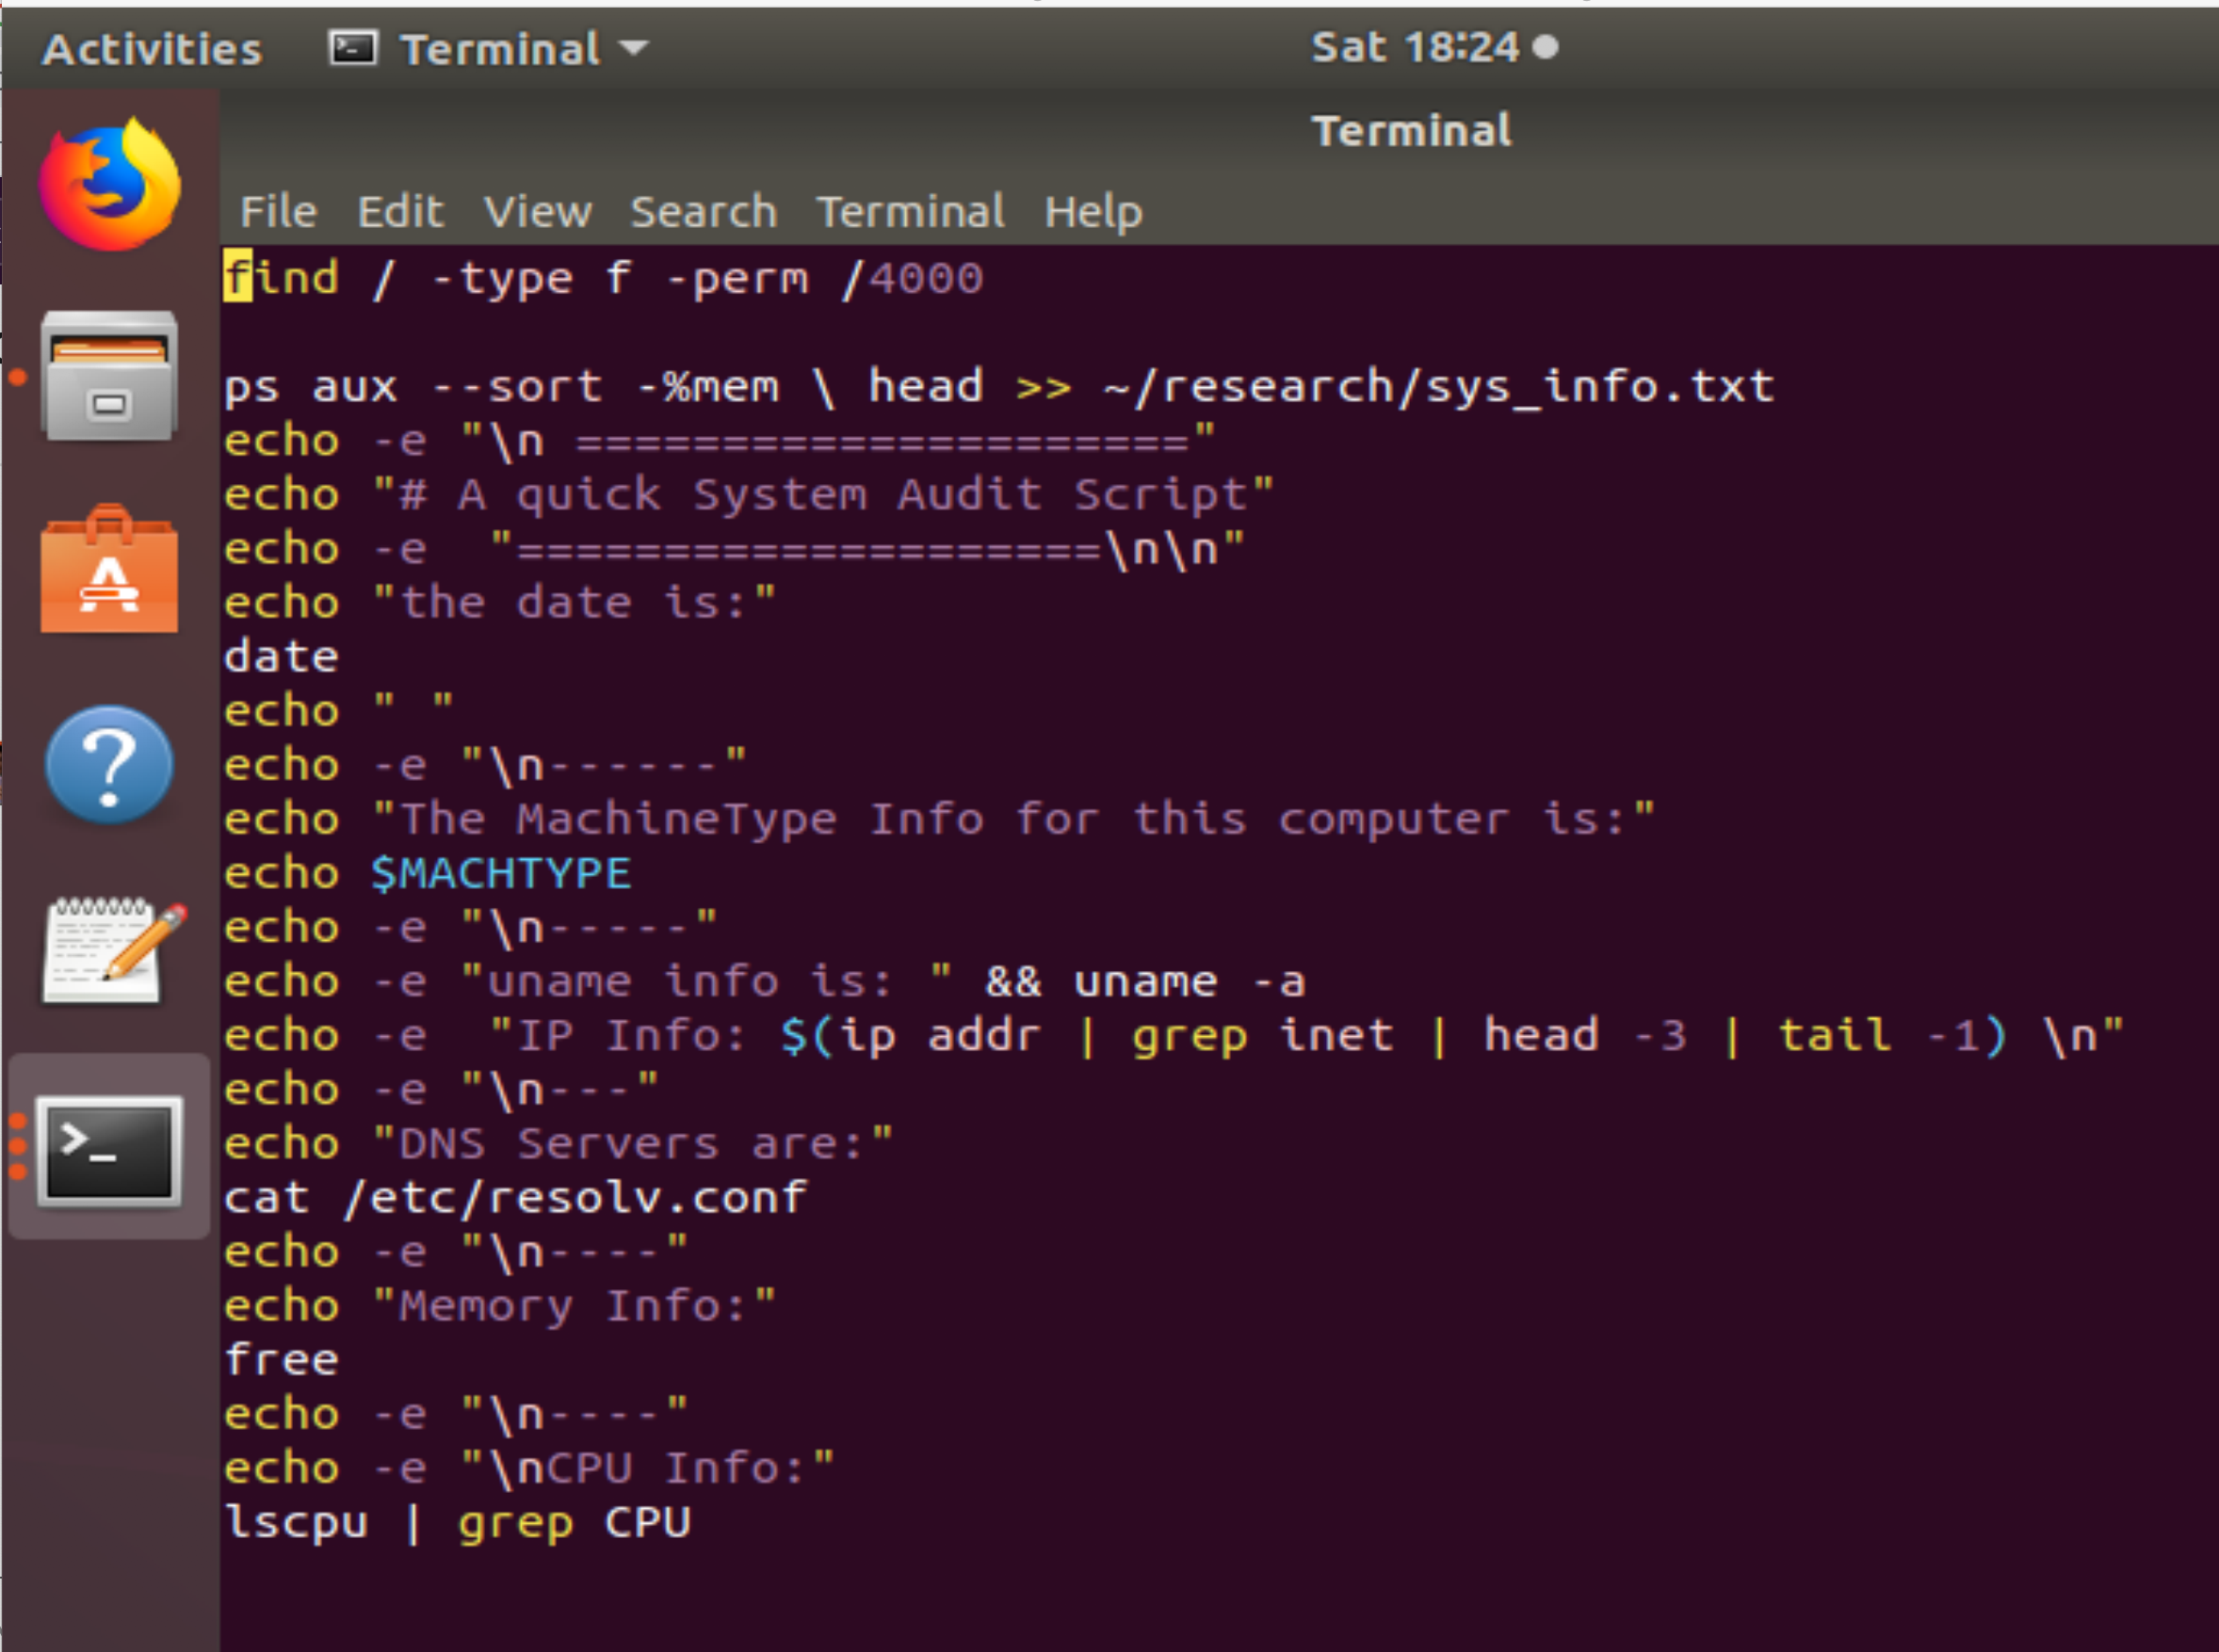 Activities Terminal Sat 18:24
Terminal
File Edit View Search Terminal Help
find / -type f -perm /4000
ps aux --sort -%mem \ head >> ~/research/sys_info.txt
echo -e "\n ====================="
echo "# A quick System Audit Script"
echo -e  "====================\n\n"
echo "the date is:"
date
echo " "
echo -e "\n------"
echo "The MachineType Info for this computer is:"
echo $MACHTYPE
echo -e "\n-----"
echo -e "uname info is: " && uname -a
echo -e  "IP Info: $(ip addr | grep inet | head -3 | tail -1) \n"
echo -e "\n---"
echo "DNS Servers are:"
cat /etc/resolv.conf
echo -e "\n----"
echo "Memory Info:"
free
echo -e "\n----"
echo -e "\nCPU Info:"
lscpu | grep CPU